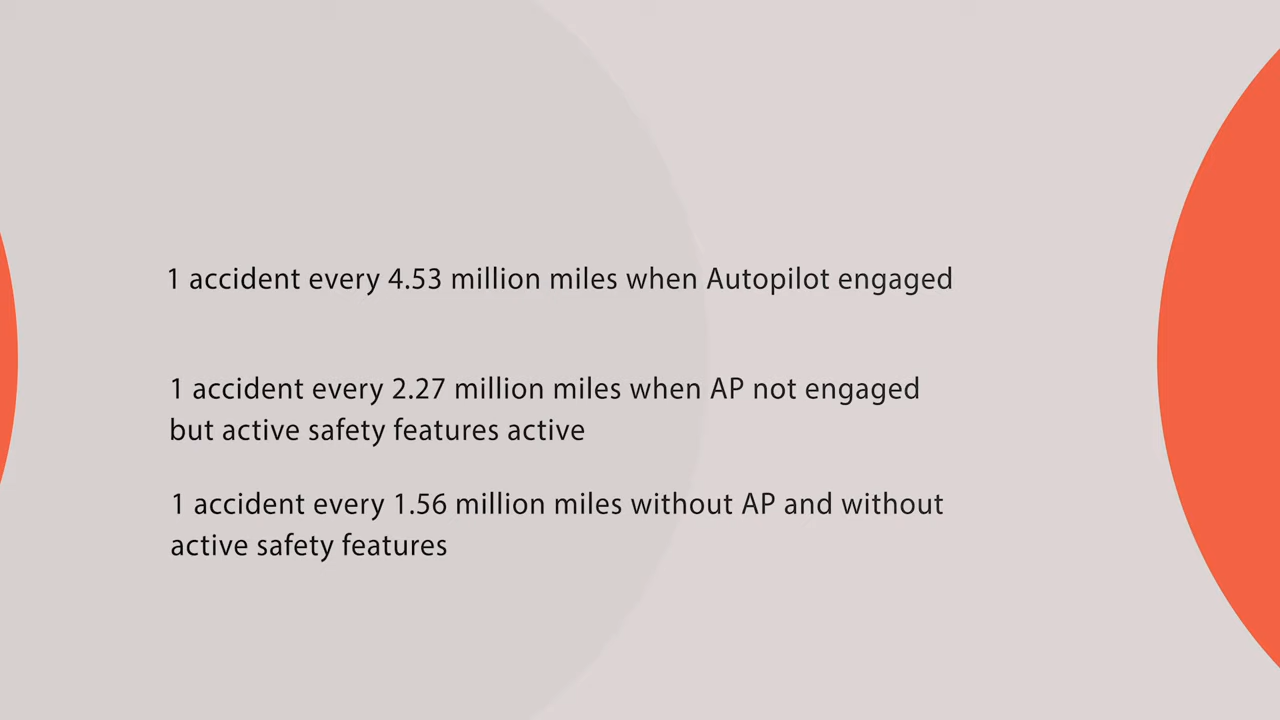 1 accident every 4.53 million miles when Autopilot engaged
1 accident every 2.27 million miles when AP not engaged
but active safety features active
1 accident every 1.56 million miles without AP and without
active safety features